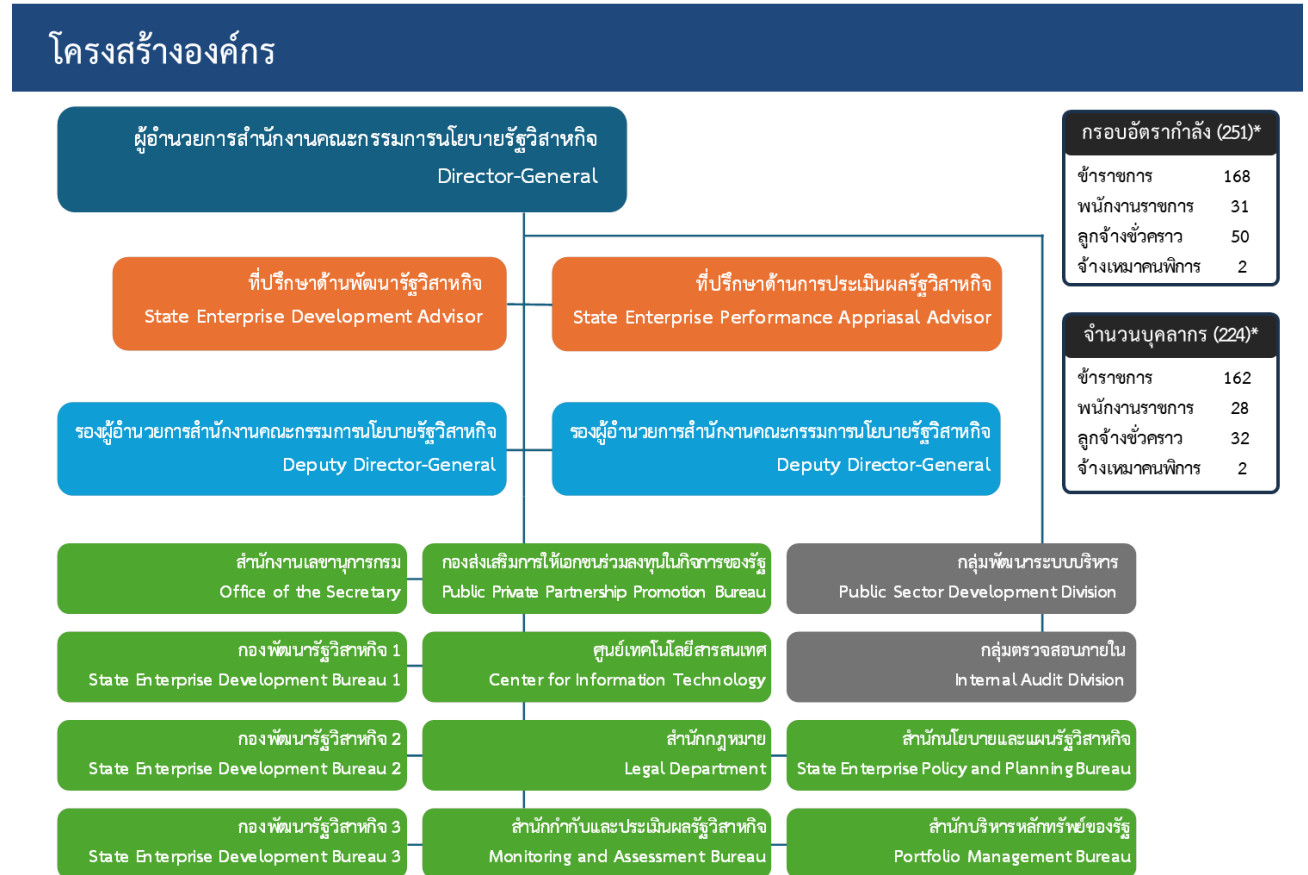 โครงสร้างองค์กร
ผู้อำนวยการสำนักงานคณะกรรมการนโยบายรัฐวิสาหกิจ
Director-General
กรอบอัตรากำลัง (251)*
ข้าราชการ 168
พนักงานราชการ 31
ลูกจ้างชั่วคราว 50
จ้างเหมาคนพิการ 2
ที่ปรึกษาด้านพัฒนารัฐวิสาหกิจ
State Enterprise Development Advisor
ที่ปรึกษาด้านการประเมินผลรัฐวิสาหกิจ
State Enterprise Performance Appriasal Advisor
จำนวนบุคลากร (224)*
ข้าราชการ 162
พนักงานราชการ 28
ลูกจ้างชั่วคราว 32
จ้างเหมาคนพิการ 2
รองผู้อำนวยการสำนักงานคณะกรรมการนโยบายรัฐวิสาหกิจ
Deputy Director-General
รองผู้อำนวยการสำนักงานคณะกรรมการนโยบายรัฐวิสาหกิจ
Deputy Director-General
สำนักงานเลขานุการกรม
Office of the Secretary
กองส่งเสริมการให้เอกชนร่วมลงทุนในกิจการของรัฐ
Public Private Partnership Promotion Bureau
กลุ่มพัฒนาระบบบริหาร
Public Sector Development Division
กองพัฒนารัฐวิสาหกิจ 1
State Enterprise Development Bureau 1
ศูนย์เทคโนโลยีสารสนเทศ
Center for Information Technology
กลุ่มตรวจสอบภายใน
Internal Audit Division
กองพัฒนารัฐวิสาหกิจ 2
State Enterprise Development Bureau 2
สำนักกฎหมาย
Legal Department
สำนักนโยบายและแผนรัฐวิสาหกิจ
State Enterprise Policy and Planning Bureau
กองพัฒนารัฐวิสาหกิจ 3
State Enterprise Development Bureau 3
สำนักกำกับและประเมินผลรัฐวิสาหกิจ
Monitoring and Assessment Bureau
สำนักบริหารหลักทรัพย์ของรัฐ
Portfolio Management Bureau